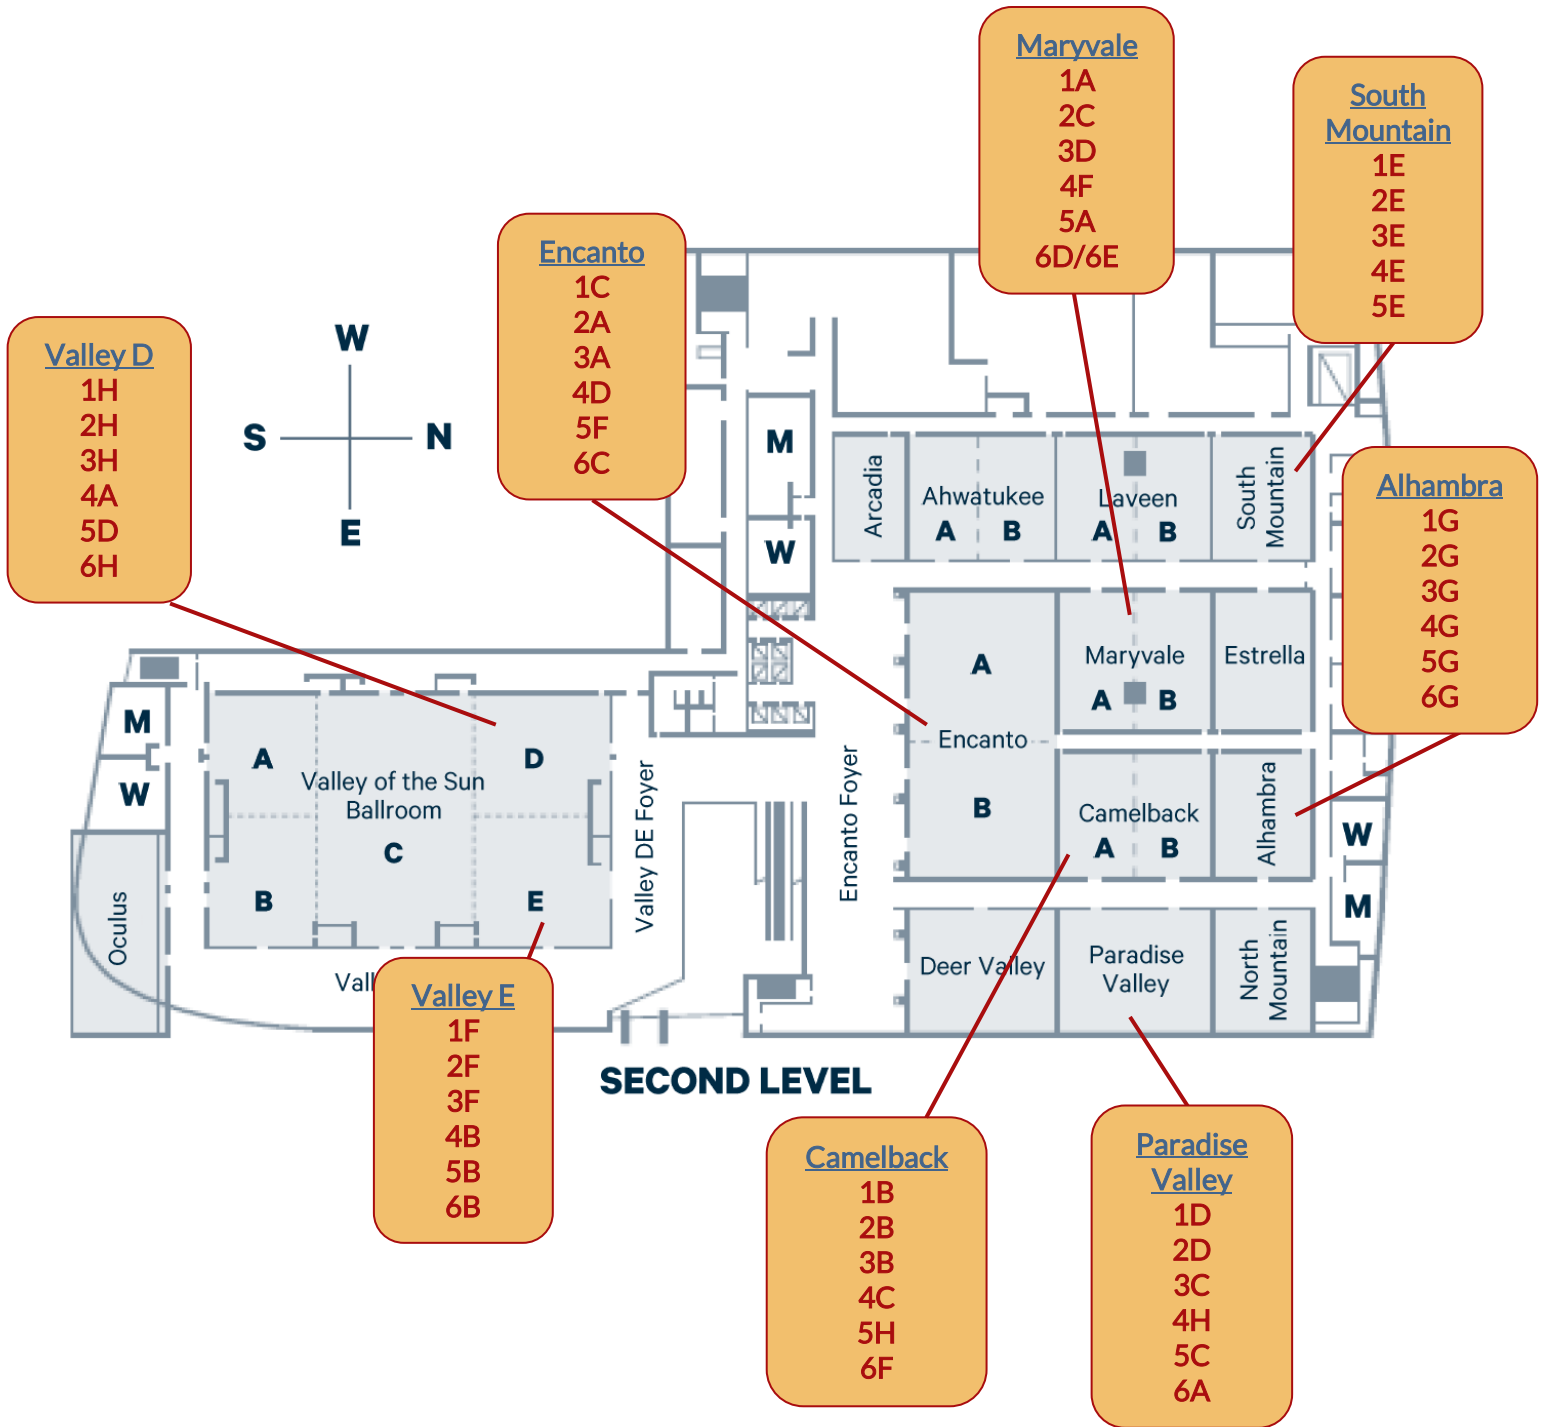 Maryvale
1A
2C
3D
4F
5A
6D/6E
South
Mountain
1E
2E
3E
4E
5E
Encanto
1C
2A
3A
4D
5F
6C
Valley D
1H
2H
3H
4A
5D
6H
W
S
N
E
M
W
Arcadia
Ahwatukee
A
B
Laveen
A
B
South
Mountain
Alhambra
1G
2G
3G
4G
5G
6G
A
Encanto
B
Maryvale
A
B
Estrella
Camelback
A
B
Alhambra
W
M
M
W
Oculus
A
Valley of the Sun
Ballroom
C
B
D
E
Valley DE Foyer
Encanto Foyer
Deer Valley
Paradise
Valley
North
Mountain
Vall
Valley E
1F
2F
3F
4B
5B
6B
SECOND LEVEL
Camelback
1B
2B
3B
4C
5H
6F
Paradise
Valley
1D
2D
3C
4H
5C
6A